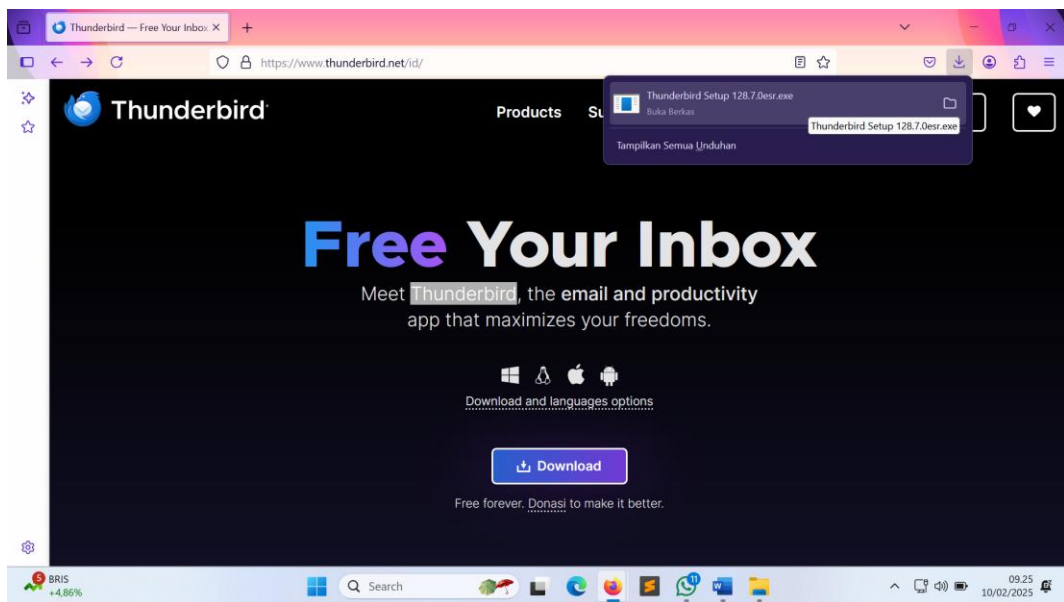 Thunderbird — Free Your Inbox
https://www.thunderbird.net/id/
Thunderbird Setup 128.7.0esr.exe
Buka Berkas
Thunderbird Setup 128.7.0esr.exe
Tampilkan Semua Unduhan
Thunderbird
Products Su
Free Your Inbox
Meet Thunderbird, the email and productivity
app that maximizes your freedoms.
Download and languages options
Download
Free forever. Donasi to make it better.
5
BRIS
+4,86%
Search
11
09.25
10/02/2025